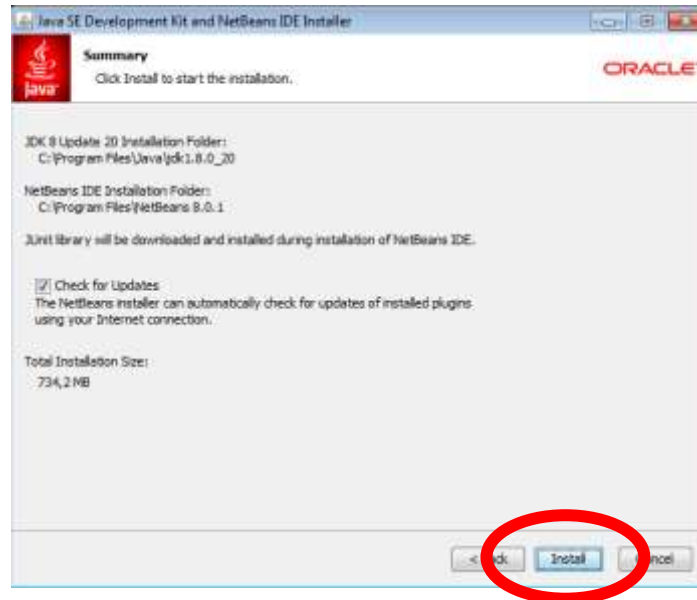 Java SE Development Kit and NetBeans IDE Installer
Summary
Click Install to start the installation.
Java
ORACLE
JDK 8 Update 20 Installation Folder:
C:\Program Files\Java\jdk1.8.0_20
NetBeans IDE Installation Folder:
C:\Program Files\NetBeans 8.0.1
JUnit library will be downloaded and installed during installation of NetBeans IDE.
Check for Updates
The NetBeans installer can automatically check for updates of installed plugins
using your Internet connection.
Total Installation Size:
734,2 MB
Install